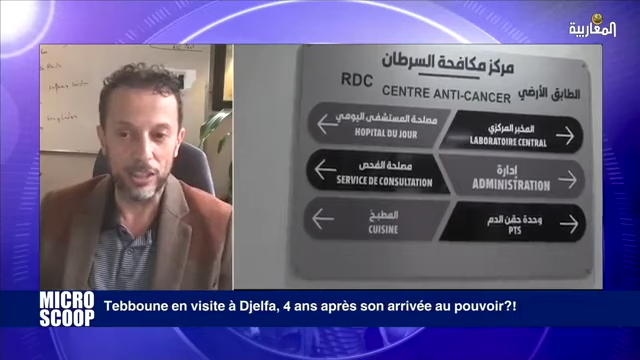 المغاربية
مركز مكافحة السرطان
RDC CENTRE ANTI-CANCER الطابق الأرضي
مصلحة المستشفى اليومي
HOPITAL DU JOUR
المخبر المركزي
LABORATOIRE CENTRAL
مصلحة الفحص
SERVICE DE CONSULTATION
إدارة
ADMINISTRATION
المطبخ
CUISINE
وحدة حقن الدم
PTS
MICRO
SCOOP
Tebboune en visite à Djelfa, 4 ans après son arrivée au pouvoir?!